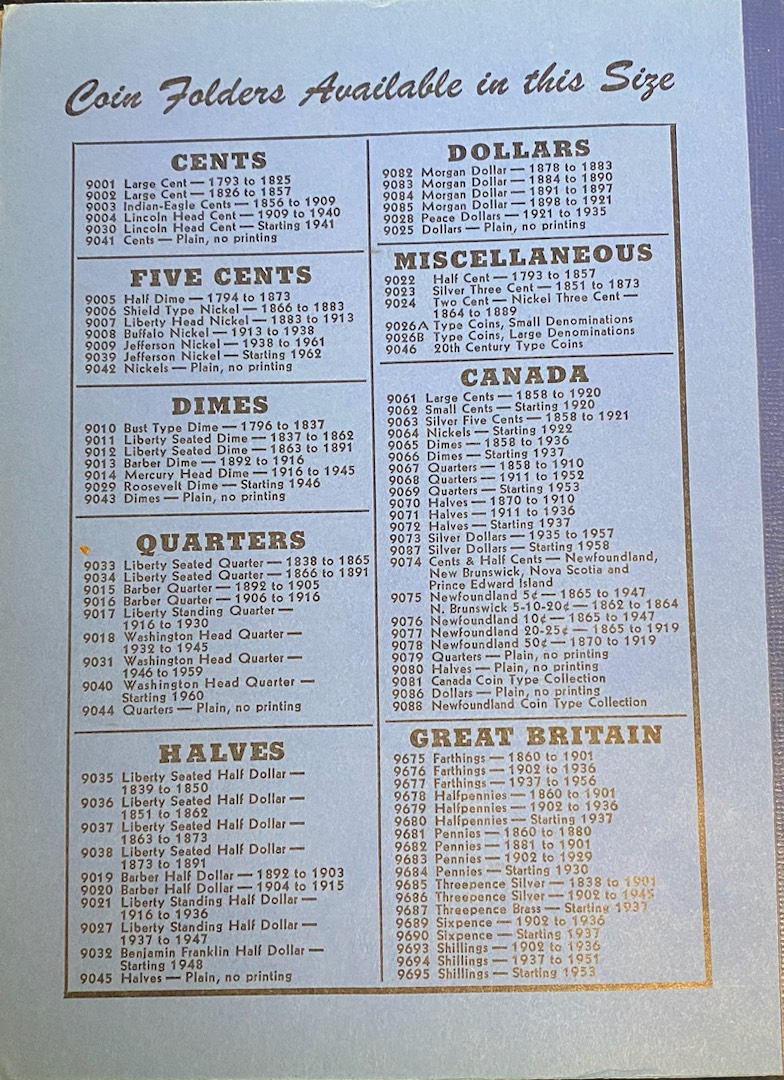 Coin Folders Available in this Size
CENTS
9001 Large Cent — 1793 to 1825
9002 Large Cent — 1826 to 1857
9003 Indian-Eagle Cents — 1856 to 1909
9004 Lincoln Head Cent — 1909 to 1940
9030 Lincoln Head Cent — Starting 1941
9041 Cents — Plain, no printing
FIVE CENTS
9005 Half Dime — 1794 to 1873
9006 Shield Type Nickel — 1866 to 1883
9007 Liberty Head Nickel — 1883 to 1913
9008 Buffalo Nickel — 1913 to 1938
9009 Jefferson Nickel — 1938 to 1961
9039 Jefferson Nickel — Starting 1962
9042 Nickels — Plain, no printing
DIMES
9010 Bust Type Dime — 1796 to 1837
9011 Liberty Seated Dime — 1837 to 1862
9012 Liberty Seated Dime — 1863 to 1891
9013 Barber Dime — 1892 to 1916
9014 Mercury Head Dime — 1916 to 1945
9029 Roosevelt Dime — Starting 1946
9043 Dimes — Plain, no printing
QUARTERS
9033 Liberty Seated Quarter — 1838 to 1865
9034 Liberty Seated Quarter — 1866 to 1891
9015 Barber Quarter — 1892 to 1905
9016 Barber Quarter — 1906 to 1916
9017 Liberty Standing Quarter —
1916 to 1930
9018 Washington Head Quarter —
1932 to 1945
9031 Washington Head Quarter —
1946 to 1959
9040 Washington Head Quarter —
Starting 1960
9044 Quarters — Plain, no printing
HALVES
9035 Liberty Seated Half Dollar —
1839 to 1850
9036 Liberty Seated Half Dollar —
1851 to 1862
9037 Liberty Seated Half Dollar —
1863 to 1873
9038 Liberty Seated Half Dollar —
1873 to 1891
9019 Barber Half Dollar — 1892 to 1903
9020 Barber Half Dollar — 1904 to 1915
9021 Liberty Standing Half Dollar —
1916 to 1936
9027 Liberty Standing Half Dollar —
1937 to 1947
9032 Benjamin Franklin Half Dollar —
Starting 1948
9045 Halves — Plain, no printing
DOLLARS
9082 Morgan Dollar — 1878 to 1883
9083 Morgan Dollar — 1884 to 1890
9084 Morgan Dollar — 1891 to 1897
9085 Morgan Dollar — 1898 to 1921
9028 Peace Dollars — 1921 to 1935
9025 Dollars — Plain, no printing
MISCELLANEOUS
9022 Half Cent — 1793 to 1857
9023 Silver Three Cent — 1851 to 1873
9024 Two Cent — Nickel Three Cent —
1864 to 1889
9026A Type Coins, Small Denominations
9026B Type Coins, Large Denominations
9046 20th Century Type Coins
CANADA
9061 Large Cents — 1858 to 1920
9062 Small Cents — Starting 1920
9063 Silver Five Cents — 1858 to 1921
9064 Nickels — Starting 1922
9065 Dimes — 1858 to 1936
9066 Dimes — Starting 1937
9067 Quarters — 1858 to 1910
9068 Quarters — 1911 to 1952
9069 Quarters — Starting 1953
9070 Halves — 1870 to 1910
9071 Halves — 1911 to 1936
9072 Halves — Starting 1937
9073 Silver Dollars — 1935 to 1957
9087 Silver Dollars — Starting 1958
9074 Cents & Half Cents — Newfoundland,
New Brunswick, Nova Scotia and
Prince Edward Island
9075 Newfoundland 5¢ — 1865 to 1947
N. Brunswick 5-10-20¢ — 1862 to 1864
9076 Newfoundland 10¢ — 1865 to 1947
9077 Newfoundland 20-25¢ — 1865 to 1919
9078 Newfoundland 50¢ — 1870 to 1919
9079 Quarters — Plain, no printing
9080 Halves — Plain, no printing
9081 Canada Coin Type Collection
9086 Dollars — Plain, no printing
9088 Newfoundland Coin Type Collection
GREAT BRITAIN
9675 Farthings — 1860 to 1901
9676 Farthings — 1902 to 1936
9677 Farthings — 1937 to 1956
9678 Halfpennies — 1860 to 1901
9679 Halfpennies — 1902 to 1936
9680 Halfpennies — Starting 1937
9681 Pennies — 1860 to 1880
9682 Pennies — 1881 to 1901
9683 Pennies — 1902 to 1929
9684 Pennies — Starting 1930
9685 Threepence Silver — 1838 to 1901
9686 Threepence Silver — 1902 to 1945
9687 Threepence Brass — Starting 1937
9689 Sixpence — 1902 to 1936
9690 Sixpence — Starting 1937
9693 Shillings — 1902 to 1936
9694 Shillings — 1937 to 1951
9695 Shillings — Starting 1953